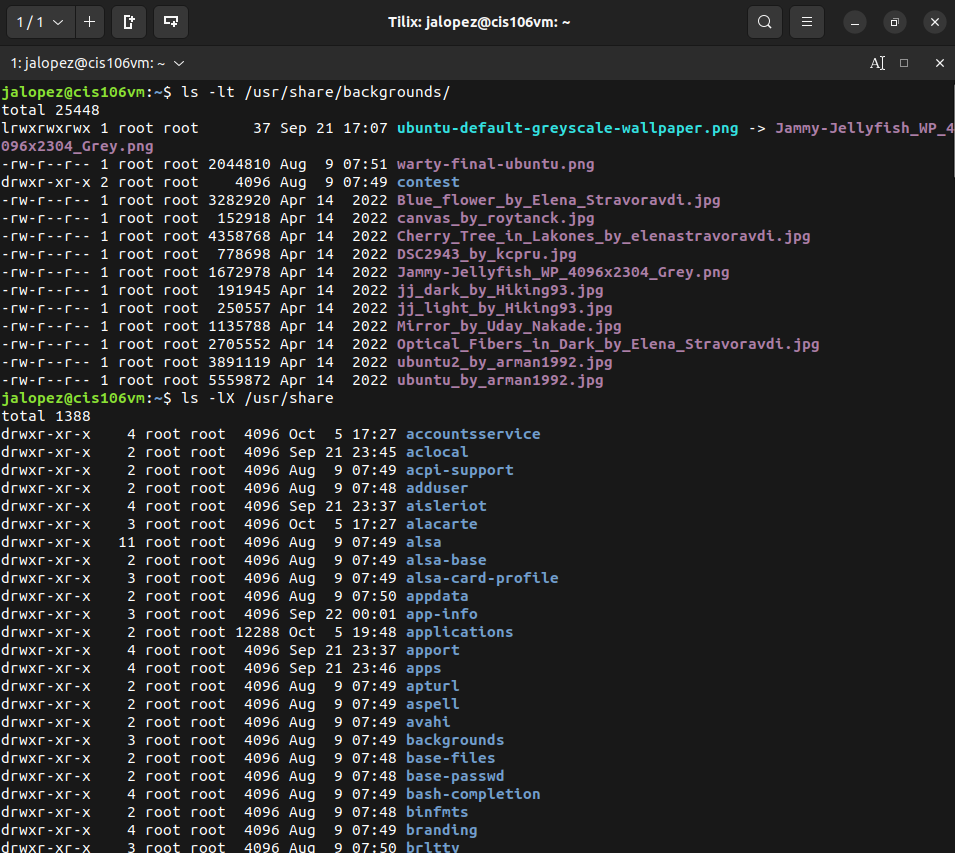 1 / 1
Tilix: jalopez@cis106vm: ~
1: jalopez@cis106vm: ~
jalopez@cis106vm:~$ ls -lt /usr/share/backgrounds/
total 25448
lrwxrwxrwx 1 root root      37 Sep 21 17:07 ubuntu-default-greyscale-wallpaper.png -> Jammy-Jellyfish_WP_4
096x2304_Grey.png
-rw-r--r-- 1 root root 2044810 Aug  9 07:51 warty-final-ubuntu.png
drwxr-xr-x 2 root root    4096 Aug  9 07:49 contest
-rw-r--r-- 1 root root 3282920 Apr 14  2022 Blue_flower_by_Elena_Stravoravdi.jpg
-rw-r--r-- 1 root root  152918 Apr 14  2022 canvas_by_roytanck.jpg
-rw-r--r-- 1 root root 4358768 Apr 14  2022 Cherry_Tree_in_Lakones_by_elenastravoravdi.jpg
-rw-r--r-- 1 root root  778698 Apr 14  2022 DSC2943_by_kcpru.jpg
-rw-r--r-- 1 root root 1672978 Apr 14  2022 Jammy-Jellyfish_WP_4096x2304_Grey.png
-rw-r--r-- 1 root root  191945 Apr 14  2022 jj_dark_by_Hiking93.jpg
-rw-r--r-- 1 root root  250557 Apr 14  2022 jj_light_by_Hiking93.jpg
-rw-r--r-- 1 root root 1135788 Apr 14  2022 Mirror_by_Uday_Nakade.jpg
-rw-r--r-- 1 root root 2705552 Apr 14  2022 Optical_Fibers_in_Dark_by_Elena_Stravoravdi.jpg
-rw-r--r-- 1 root root 3891119 Apr 14  2022 ubuntu2_by_arman1992.jpg
-rw-r--r-- 1 root root 5559872 Apr 14  2022 ubuntu_by_arman1992.jpg
jalopez@cis106vm:~$ ls -lX /usr/share
total 1388
drwxr-xr-x    4 root root  4096 Oct  5 17:27 accountsservice
drwxr-xr-x    2 root root  4096 Sep 21 23:45 aclocal
drwxr-xr-x    2 root root  4096 Aug  9 07:49 acpi-support
drwxr-xr-x    2 root root  4096 Aug  9 07:48 adduser
drwxr-xr-x    4 root root  4096 Sep 21 23:37 aisleriot
drwxr-xr-x    3 root root  4096 Oct  5 17:27 alacarte
drwxr-xr-x   11 root root  4096 Aug  9 07:49 alsa
drwxr-xr-x    2 root root  4096 Aug  9 07:49 alsa-base
drwxr-xr-x    3 root root  4096 Aug  9 07:49 alsa-card-profile
drwxr-xr-x    2 root root  4096 Aug  9 07:50 appdata
drwxr-xr-x    3 root root  4096 Sep 22 00:01 app-info
drwxr-xr-x    2 root root 12288 Oct  5 19:48 applications
drwxr-xr-x    4 root root  4096 Sep 21 23:37 apport
drwxr-xr-x    4 root root  4096 Sep 21 23:46 apps
drwxr-xr-x    2 root root  4096 Aug  9 07:49 apturl
drwxr-xr-x    2 root root  4096 Aug  9 07:49 aspell
drwxr-xr-x    2 root root  4096 Aug  9 07:49 avahi
drwxr-xr-x    3 root root  4096 Aug  9 07:49 backgrounds
drwxr-xr-x    2 root root  4096 Aug  9 07:48 base-files
drwxr-xr-x    2 root root  4096 Aug  9 07:48 base-passwd
drwxr-xr-x    4 root root  4096 Aug  9 07:49 bash-completion
drwxr-xr-x    2 root root  4096 Aug  9 07:48 binfmts
drwxr-xr-x    4 root root  4096 Aug  9 07:49 branding
drwxr-xr-x    3 root root  4096 Aug  9 07:50 brltty